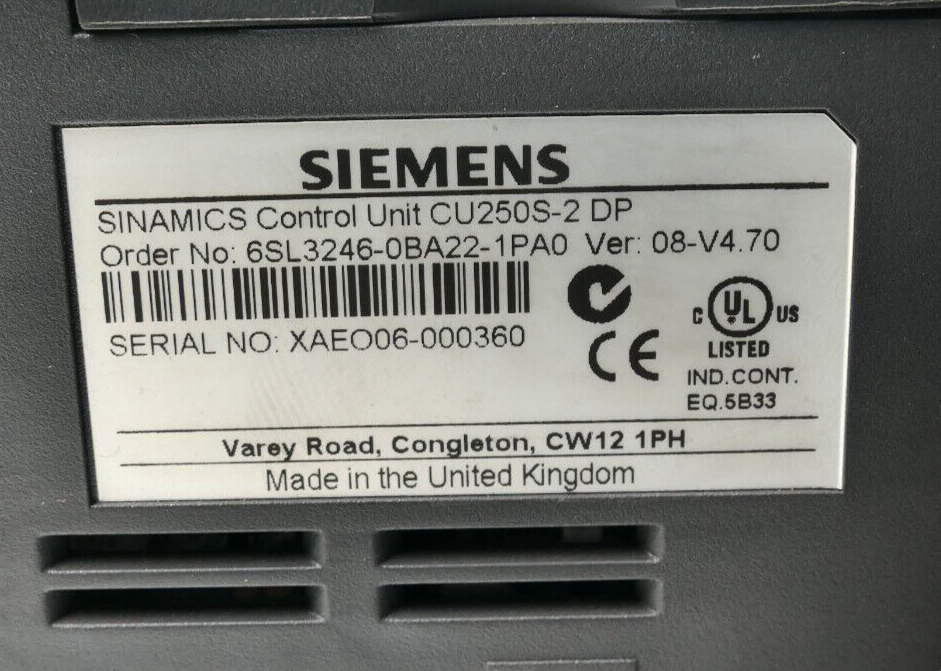 SIEMENS
SINAMICS Control Unit CU250S-2 DP
Order No: 6SL3246-0BA22-1PA0 Ver: 08-V4.70
SERIAL NO: XAEO06-000360
CE
C UL US
LISTED
IND.CONT.
EQ.5B33
Varey Road, Congleton, CW12 1PH
Made in the United Kingdom